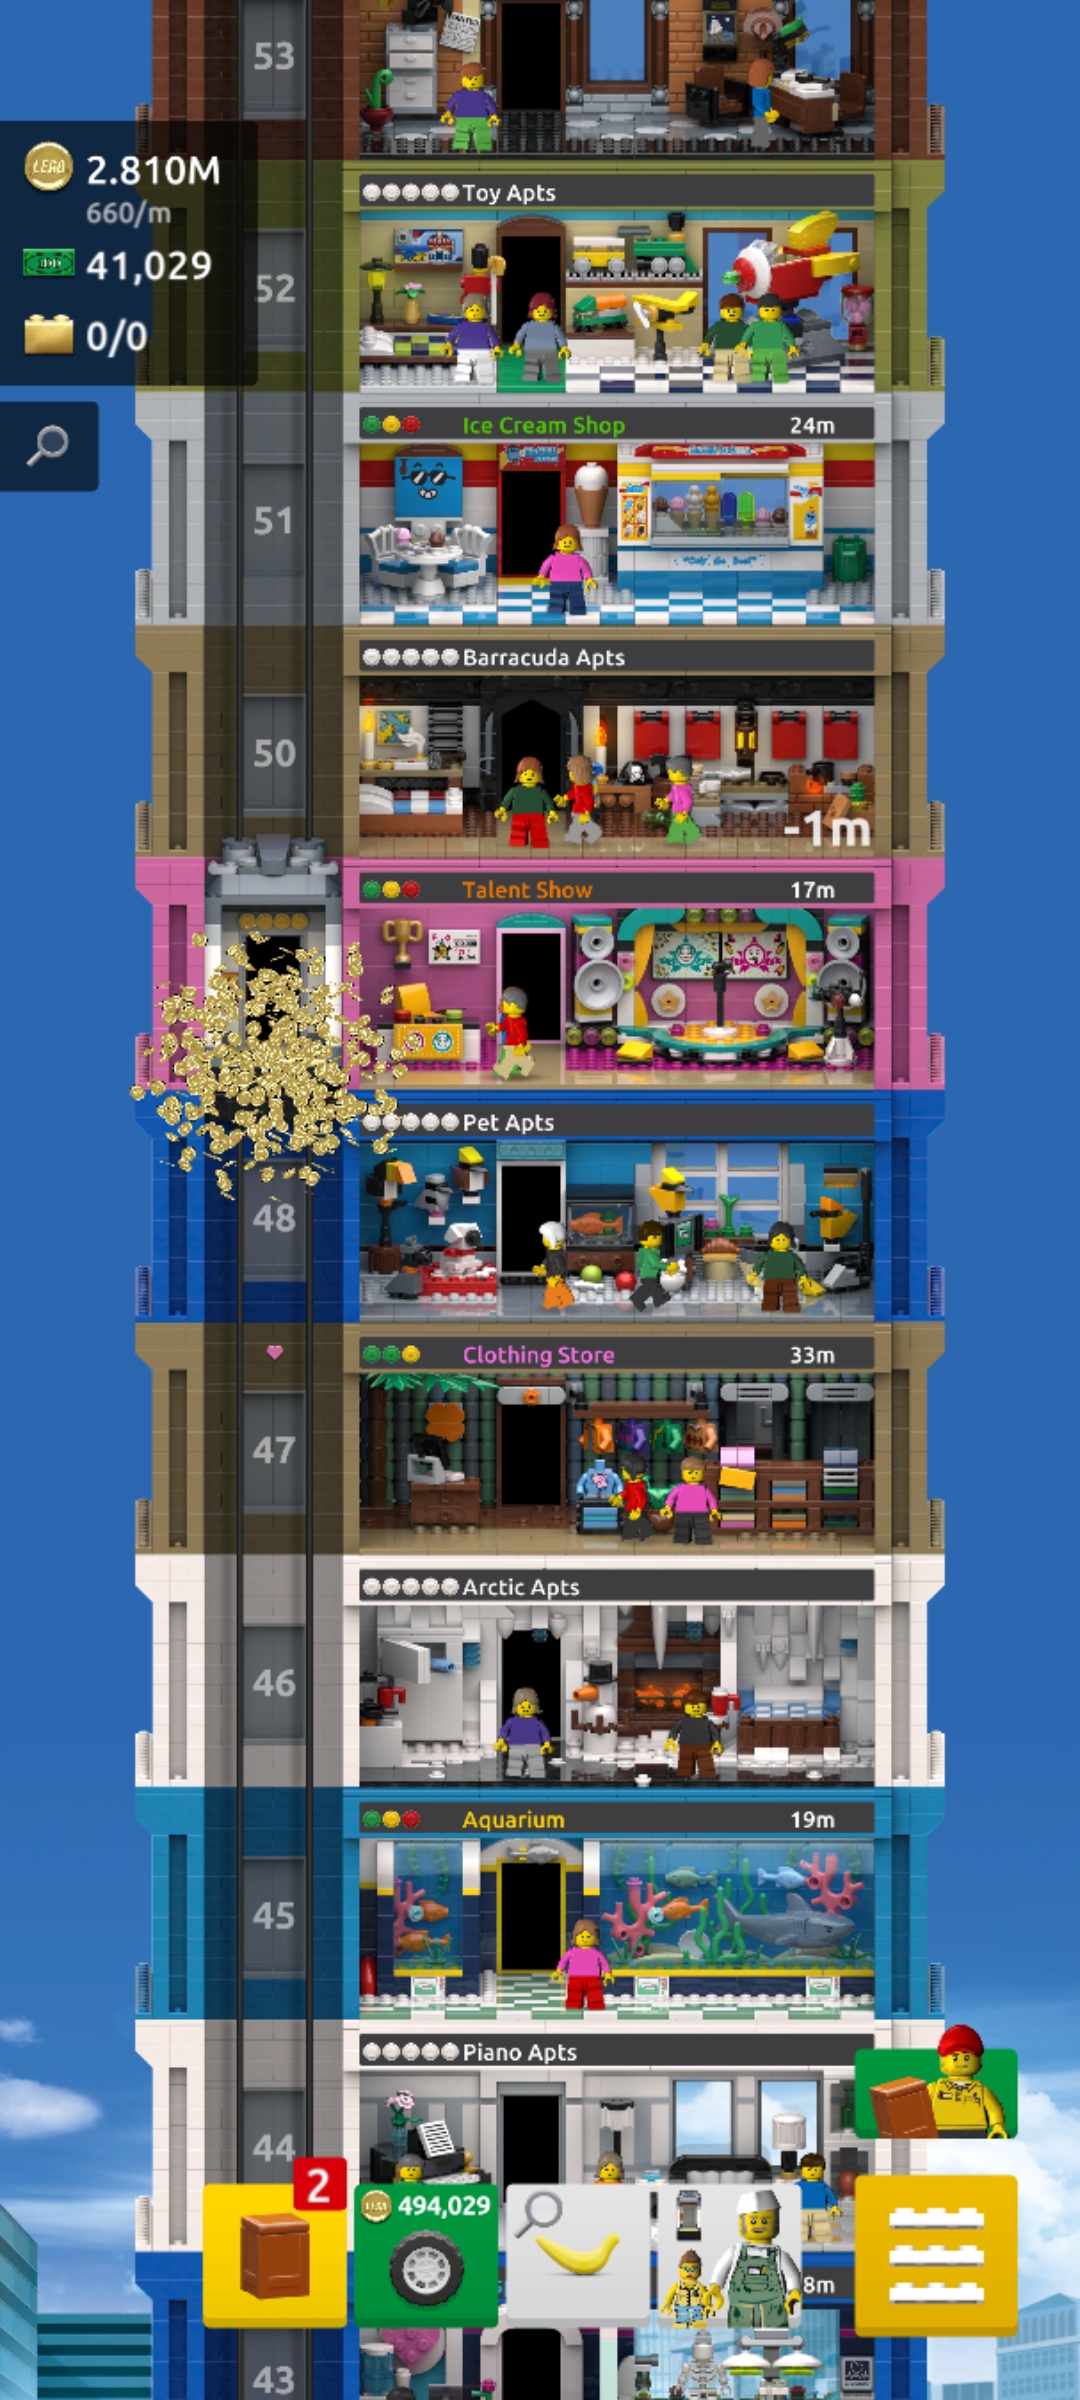 53
LEGO
2.810M
660/m
41,029
0/0
Toy Apts
52
Ice Cream Shop 24m
51
Barracuda Apts
50
-1m
Talent Show 17m
Pet Apts
48
Clothing Store 33m
47
Arctic Apts
46
Aquarium 19m
45
Piano Apts
44
2
494,029
8m
43